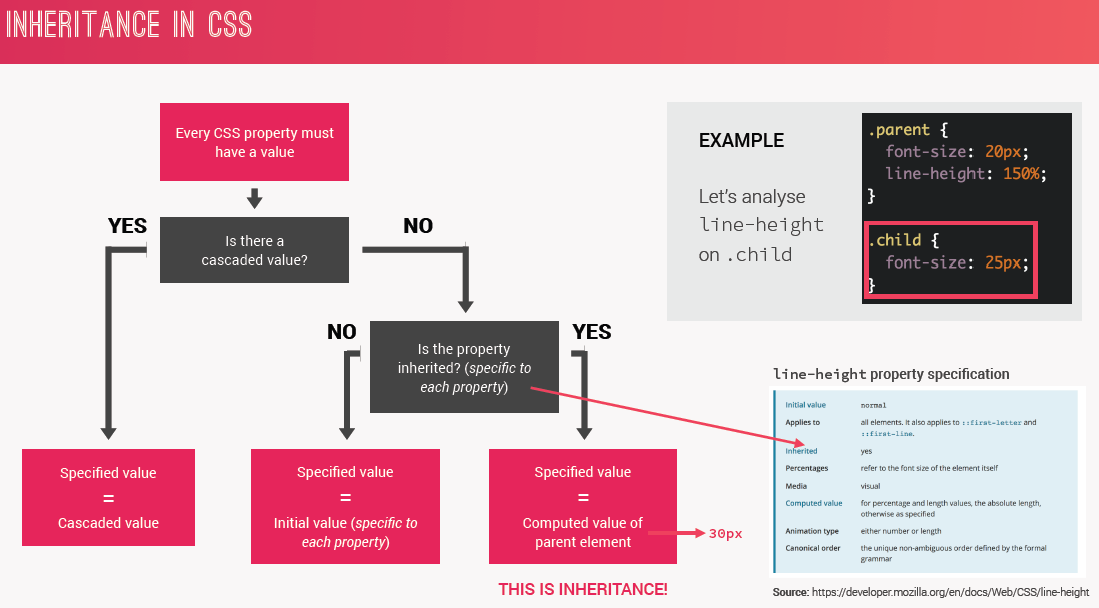 INHERITANCE IN CSS
Every CSS property must
have a value
YES
Is there a
cascaded value?
NO
NO
Is the property
inherited? (specific to
each property)
YES
Specified value
=
Cascaded value
Specified value
=
Initial value (specific to
each property)
Specified value
=
Computed value of
parent element
30px
THIS IS INHERITANCE!
EXAMPLE
Let's analyse
line-height
on .child
.parent {
font-size: 20px;
line-height: 150%;
}
.child {
font-size: 25px;
}
line-height property specification
Initial value normal
Applies to all elements. It also applies to ::first-letter and
::first-line.
Inherited yes
Percentages refer to the font size of the element itself
Media visual
Computed value for percentage and length values, the absolute length,
otherwise as specified
Animation type either number or length
Canonical order the unique non-ambiguous order defined by the formal
grammar
Source: https://developer.mozilla.org/en/docs/Web/CSS/line-height